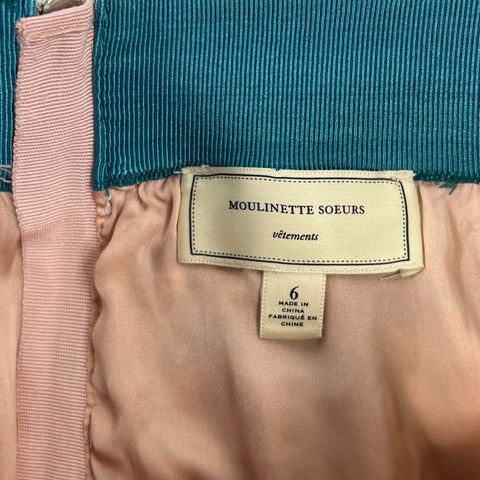 MOULINETTE SOEURS
vêtements
6
MADE IN
CHINA
FABRIQUÉ EN
CHINE